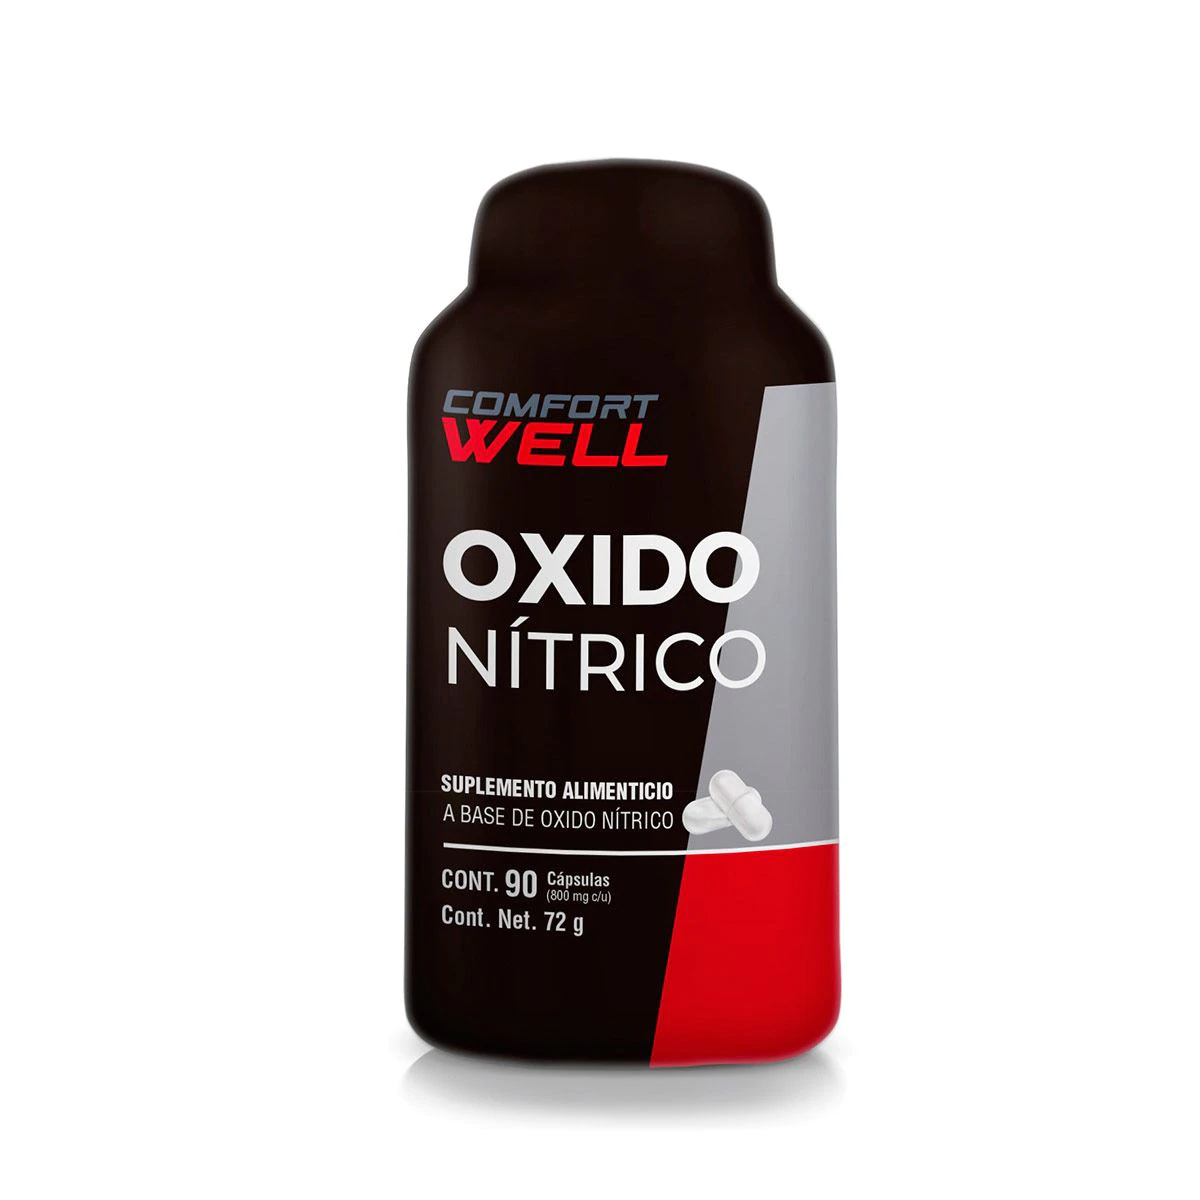 COMFORT
WELL
OXIDO
NÍTRICO
SUPLEMENTO ALIMENTICIO
A BASE DE OXIDO NÍTRICO
CONT. 90 Cápsulas
(800 mg c/u)
Cont. Net. 72 g